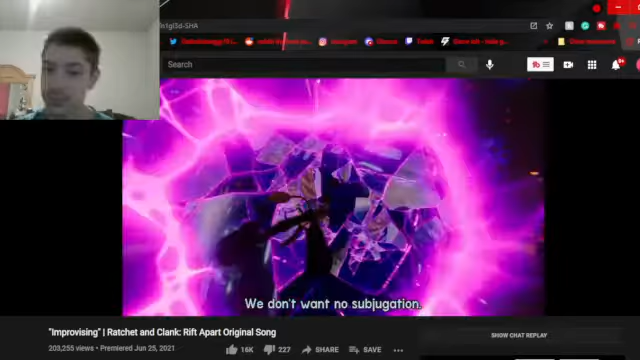 Search
9+
We don't want no subjugation.
"Improvising" | Ratchet and Clank: Rift Apart Original Song
203,255 views • Premiered Jun 25, 2021
16K 227 SHARE SAVE
SHOW CHAT REPLAY